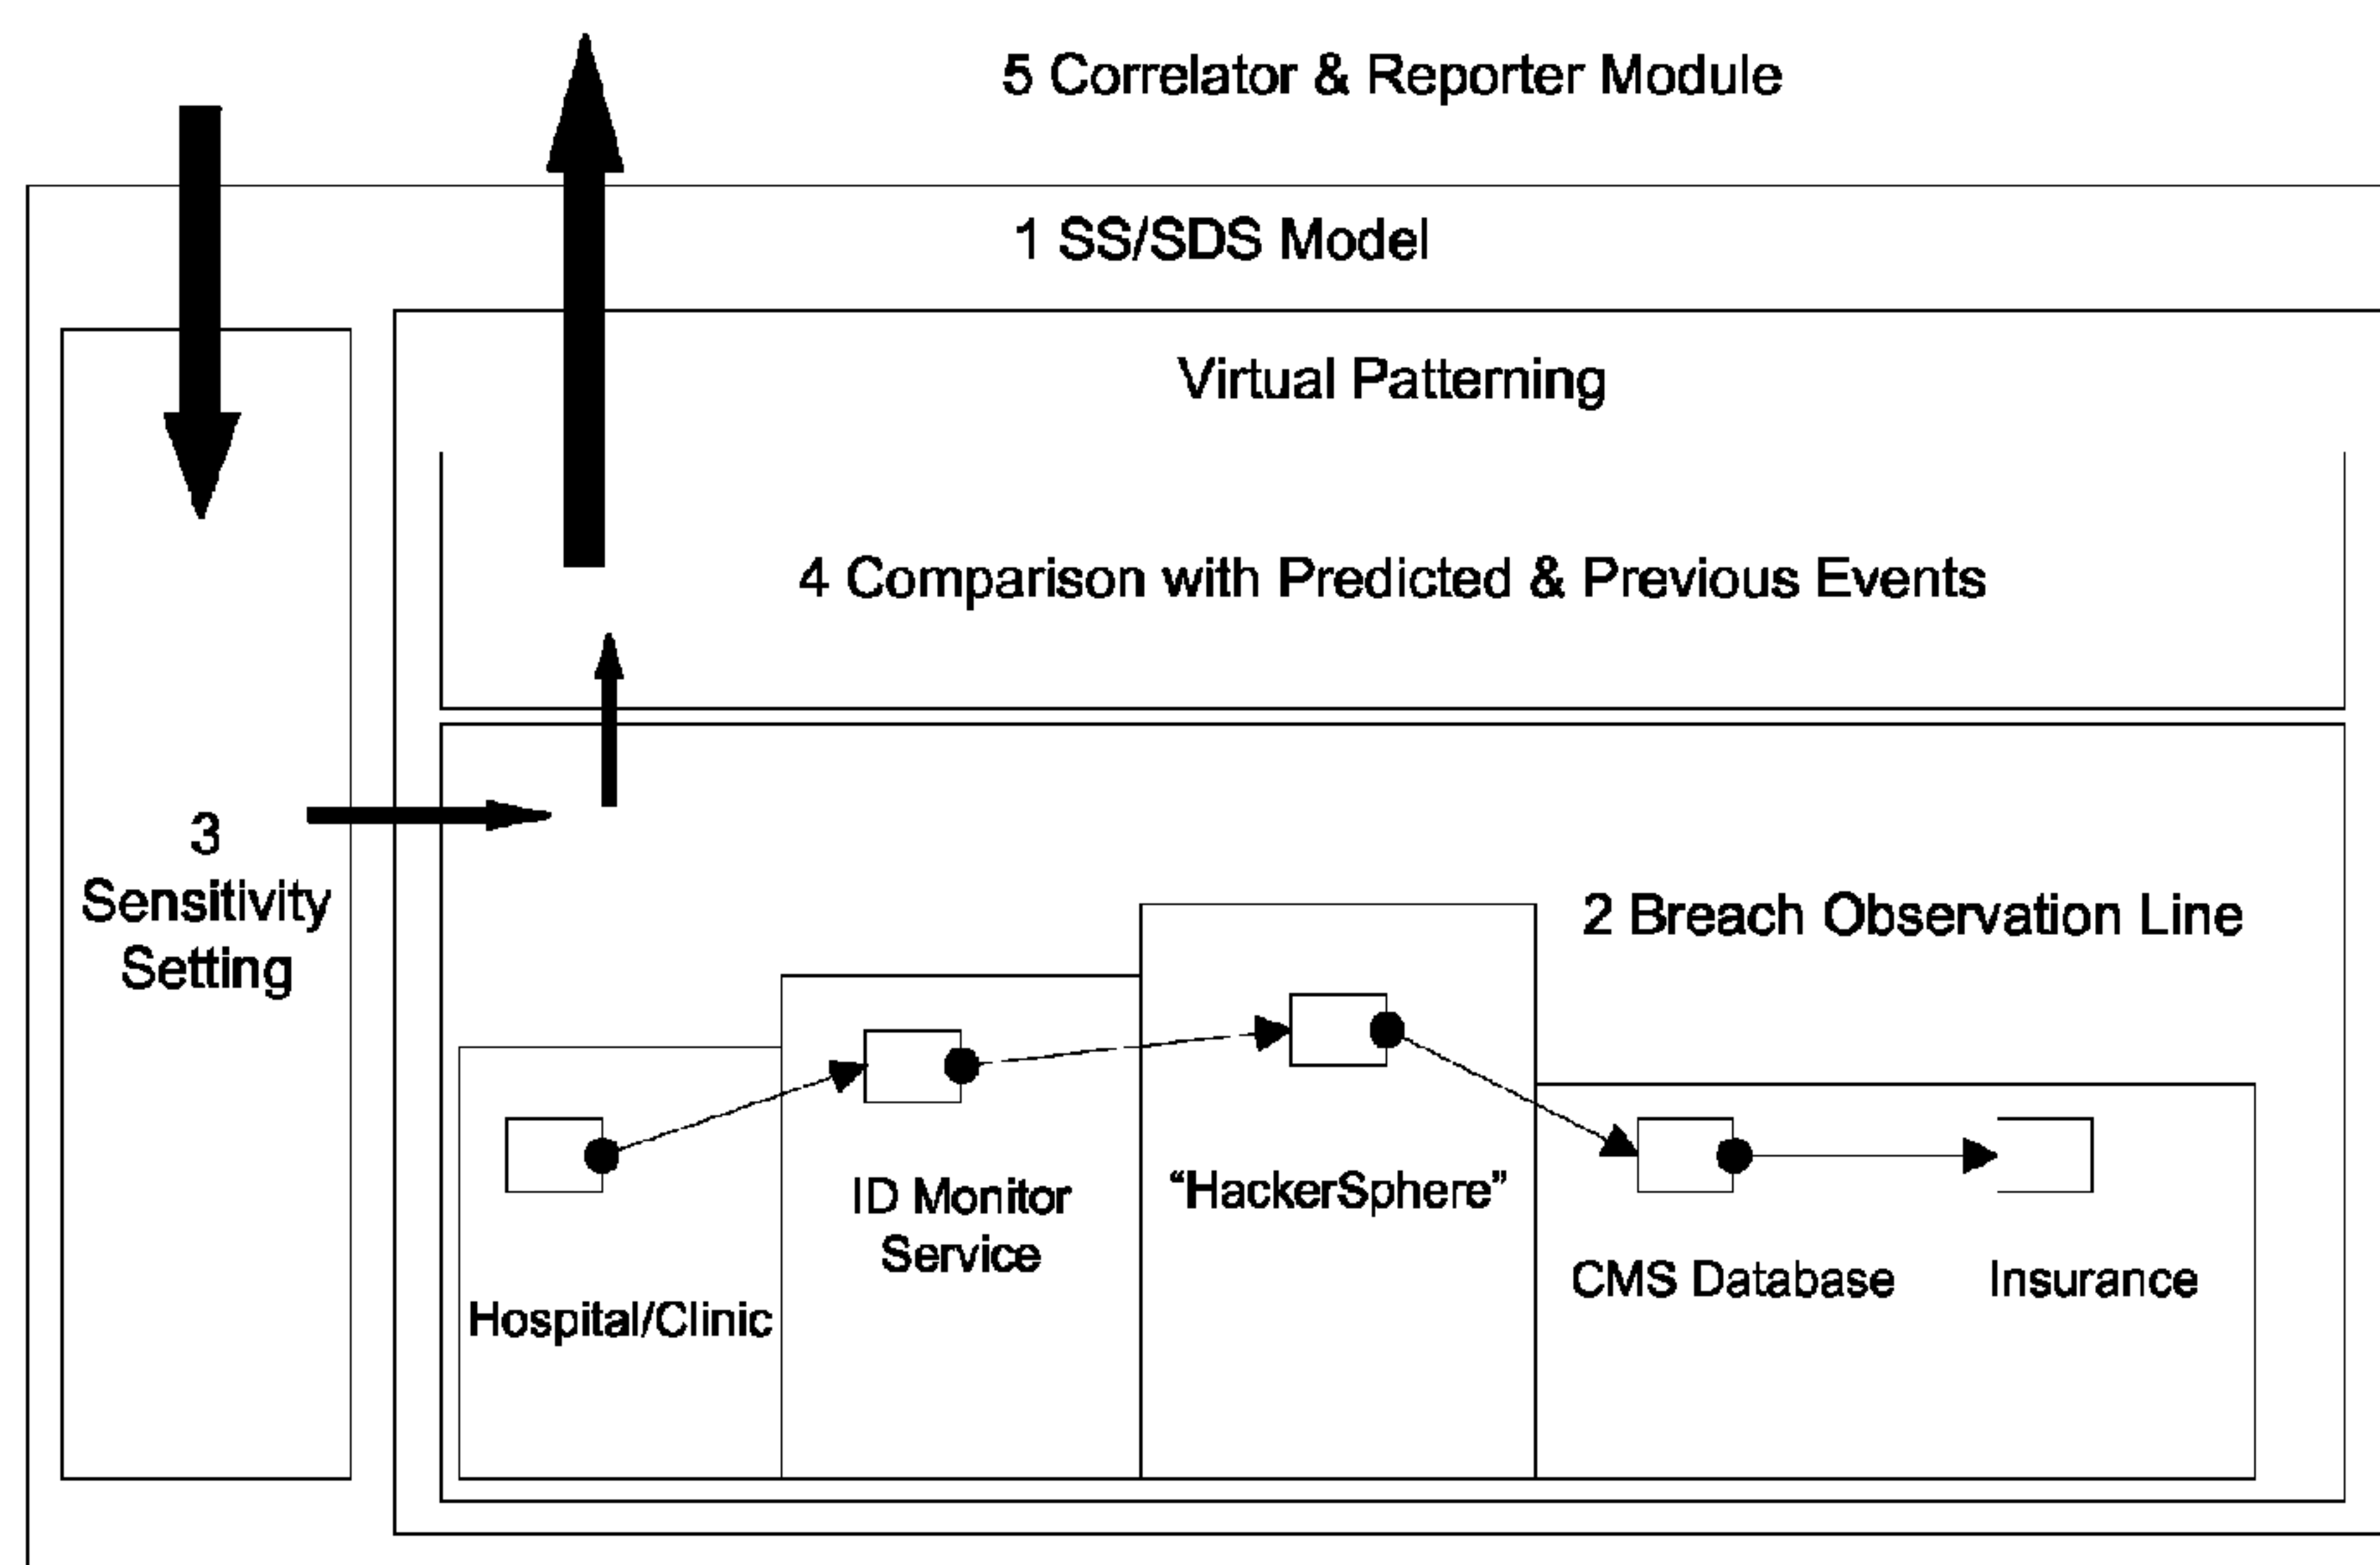 5 Correlator & Reporter Module
1 SS/SDS Model
Virtual Patterning
4 Comparison with Predicted & Previous Events
3
Sensitivity
Setting
2 Breach Observation Line
Hospital/Clinic
ID Monitor
Service
“HackerSphere”
CMS Database
Insurance